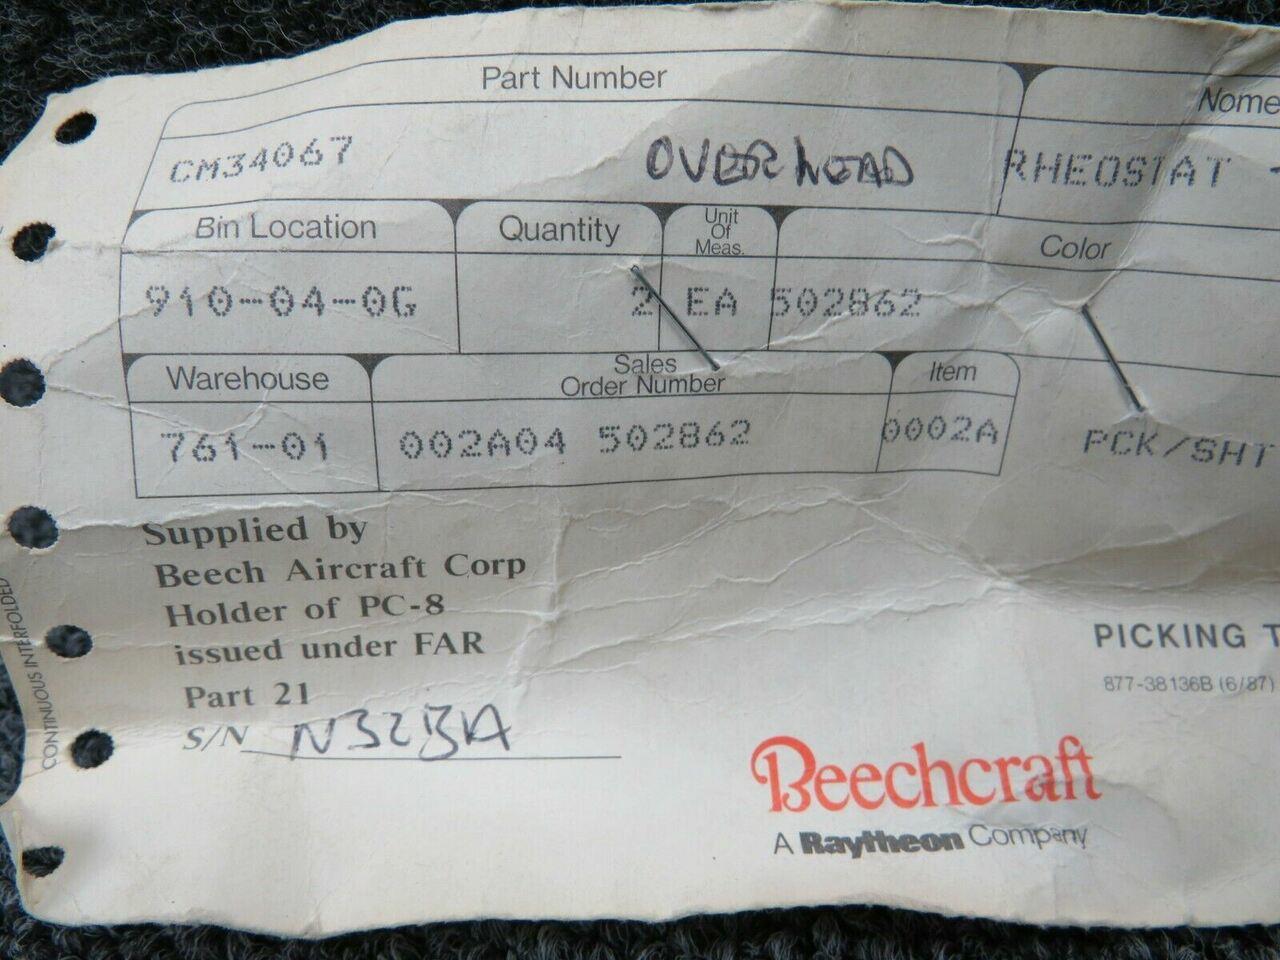 Part Number Nome
CM34067 OVERHEAD RHEOSTAT -
Bin Location Quantity Unit Of Meas. Color
910-04-0G 2 EA 502862
Warehouse Sales Order Number Item
761-01 002A04 502862 0002A PCK/SHT
Supplied by
Beech Aircraft Corp
Holder of PC-8
issued under FAR
Part 21
S/N N32BA
CONTINUOUS INTERFOLDED
PICKING T
877-38136B (6/87)
Beechcraft
A Raytheon Company